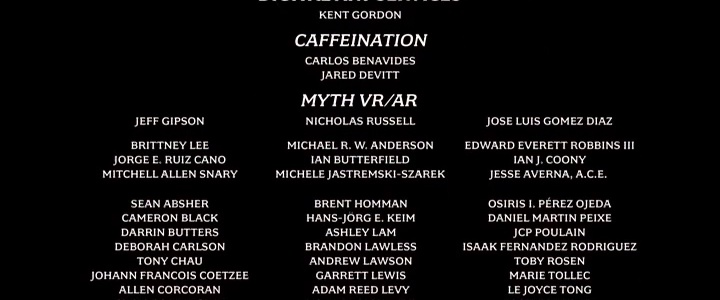 KENT GORDON
CAFFEINATION
CARLOS BENAVIDES
JARED DEVITT
MYTH VR/AR
JEFF GIPSON NICHOLAS RUSSELL JOSE LUIS GOMEZ DIAZ
BRITTNEY LEE MICHAEL R. W. ANDERSON EDWARD EVERETT ROBBINS III
JORGE E. RUIZ CANO IAN BUTTERFIELD IAN J. COONY
MITCHELL ALLEN SNARY MICHELE JASTREMSKI-SZAREK JESSE AVERNA, A.C.E.
SEAN ABSHER BRENT HOMMAN OSIRIS I. PÉREZ OJEDA
CAMERON BLACK HANS-JÖRG E. KEIM DANIEL MARTIN PEIXE
DARRIN BUTTERS ASHLEY LAM JCP POULAIN
DEBORAH CARLSON BRANDON LAWLESS ISAAK FERNANDEZ RODRIGUEZ
TONY CHAU ANDREW LAWSON TOBY ROSEN
JOHANN FRANCOIS COETZEE GARRETT LEWIS MARIE TOLLEC
ALLEN CORCORAN ADAM REED LEVY LE JOYCE TONG